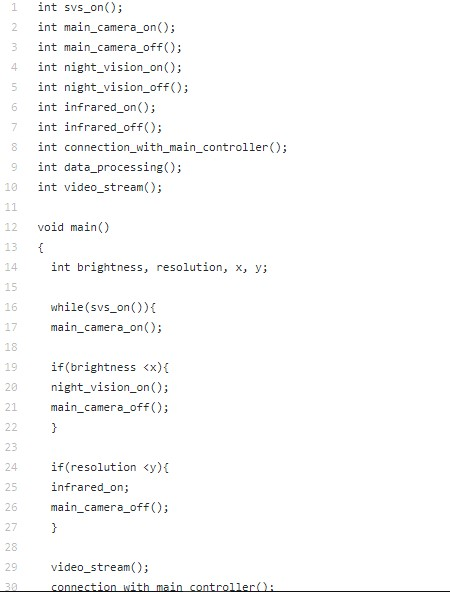 1 int svs_on();
2 int main_camera_on();
3 int main_camera_off();
4 int night_vision_on();
5 int night_vision_off();
6 int infrared_on();
7 int infrared_off();
8 int connection_with_main_controller();
9 int data_processing();
10 int video_stream();
11
12 void main()
13 {
14 int brightness, resolution, x, y;
15
16 while(svs_on()){
17 main_camera_on();
18
19 if(brightness <x){
20 night_vision_on();
21 main_camera_off();
22 }
23
24 if(resolution <y){
25 infrared_on;
26 main_camera_off();
27 }
28
29 video_stream();
30 connection_with_main_controller();